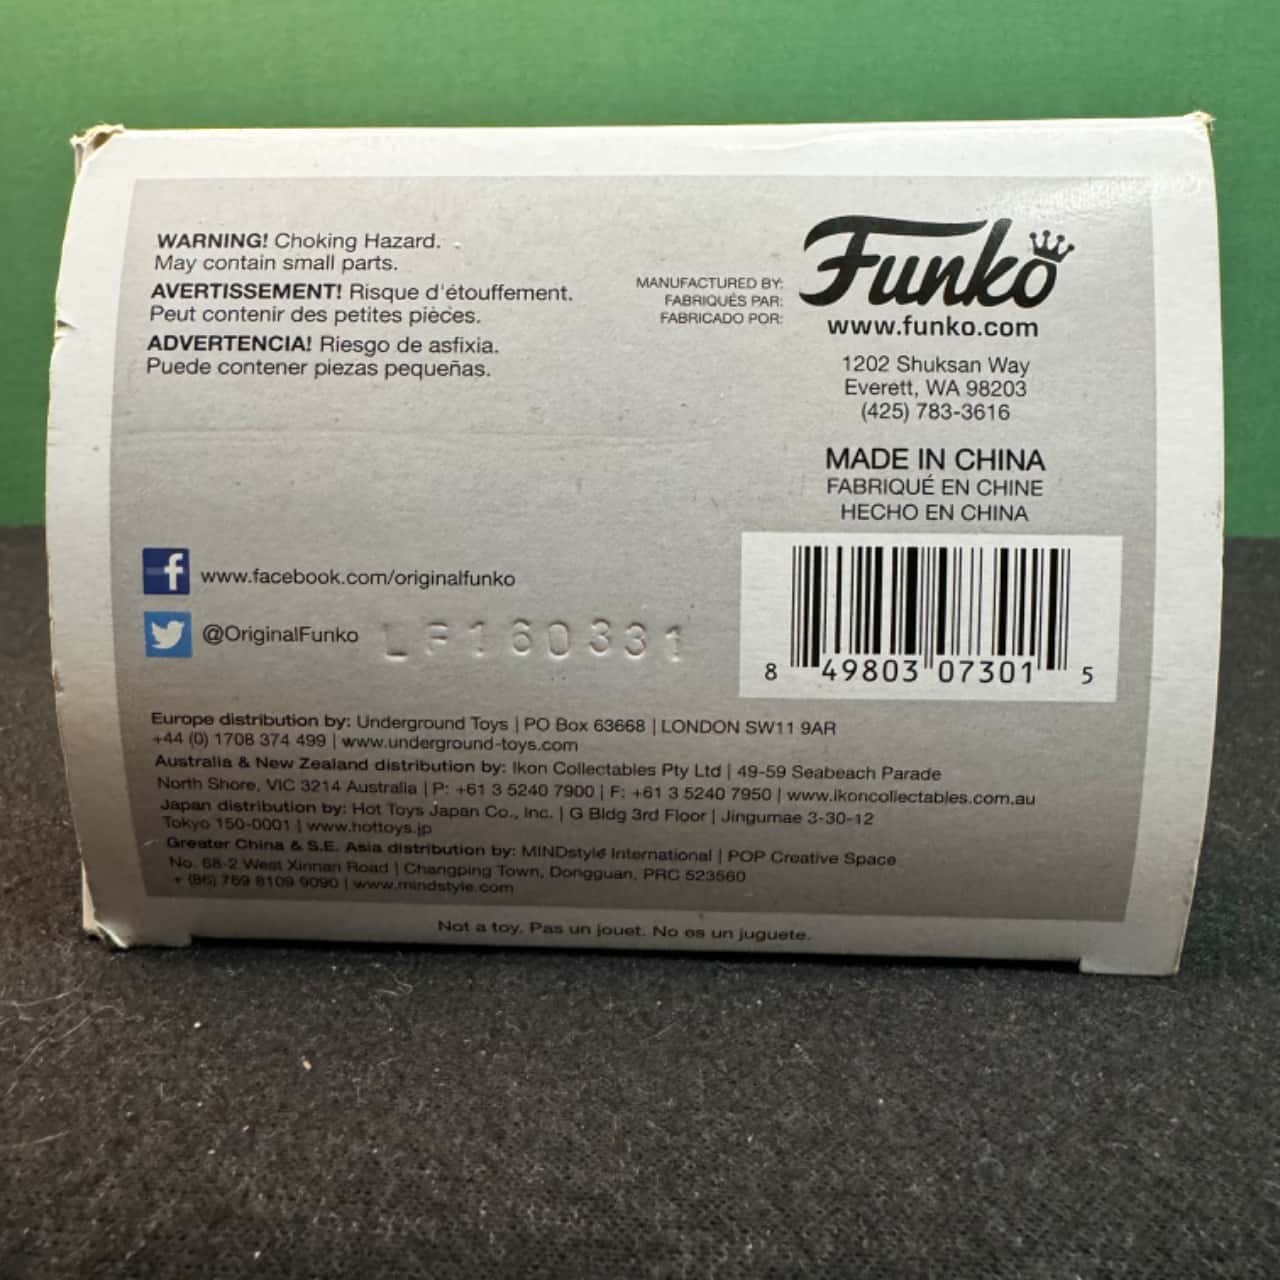 WARNING! Choking Hazard.
May contain small parts.
AVERTISSEMENT! Risque d'étouffement.
Peut contenir des petites pièces.
ADVERTENCIA! Riesgo de asfixia.
Puede contener piezas pequeñas.
MANUFACTURED BY:
FABRIQUÉS PAR:
FABRICADO POR:
Funko
www.funko.com
1202 Shuksan Way
Everett, WA 98203
(425) 783-3616
MADE IN CHINA
FABRIQUÉ EN CHINE
HECHO EN CHINA
f www.facebook.com/originalfunko
@OriginalFunko
LF160331
8 49803 07301 5
Europe distribution by: Underground Toys | PO Box 63668 | LONDON SW11 9AR
+44 (0) 1708 374 499 | www.underground-toys.com
Australia & New Zealand distribution by: Ikon Collectables Pty Ltd | 49-59 Seabeach Parade
North Shore, VIC 3214 Australia | P: +61 3 5240 7900 | F: +61 3 5240 7950 | www.ikoncollectables.com.au
Japan distribution by: Hot Toys Japan Co., Inc. | G Bldg 3rd Floor | Jingumae 3-30-12
Tokyo 150-0001 | www.hottoys.jp
Greater China & S.E. Asia distribution by: MINDstyle International | POP Creative Space
No. 68-2 West Xinnan Road | Changping Town, Dongguan, PRC 523560
+ (86) 769 8109 9090 | www.mindstyle.com
Not a toy. Pas un jouet. No es un juguete.